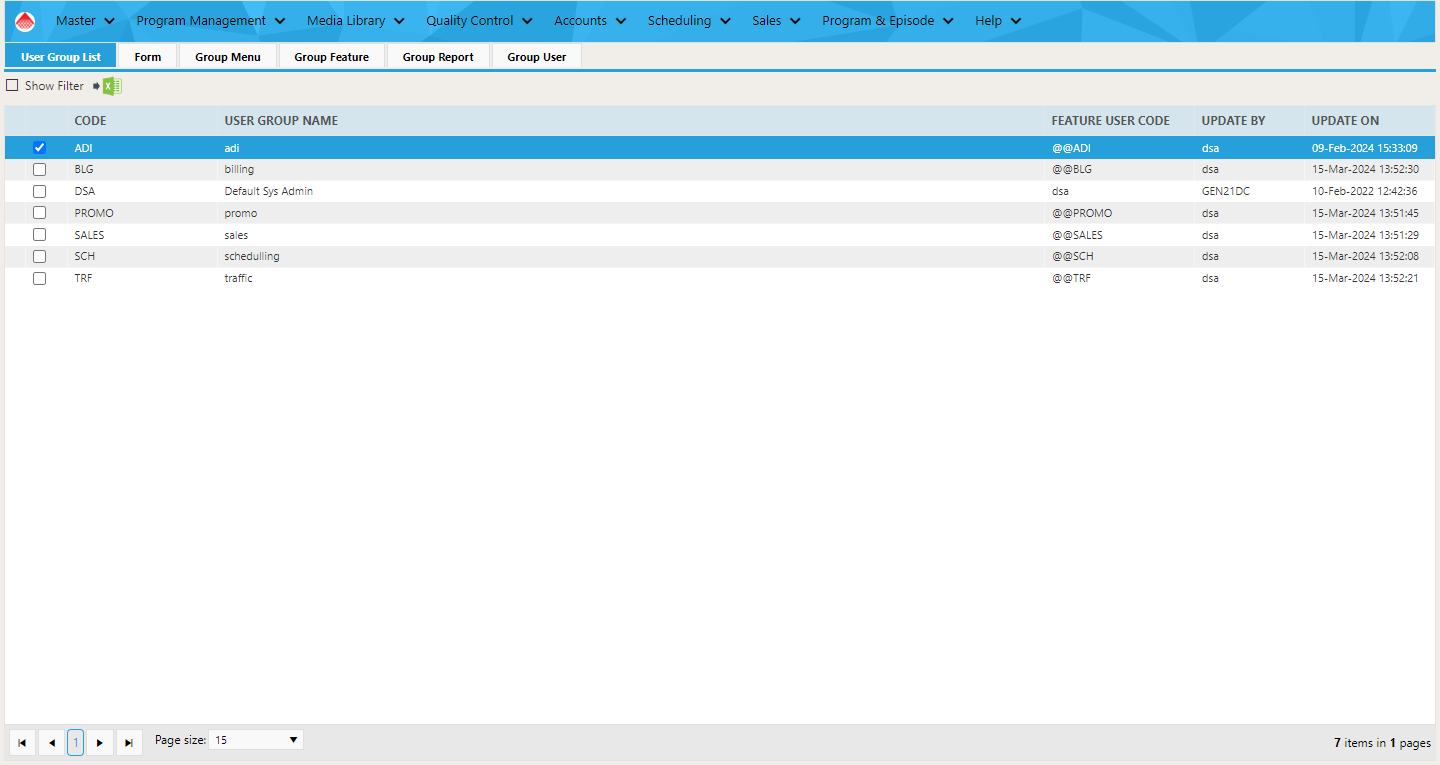 Master Program Management Media Library Quality Control Accounts Scheduling Sales Program & Episode Help
User Group List Form Group Menu Group Feature Group Report Group User
Show Filter
CODE USER GROUP NAME FEATURE USER CODE UPDATE BY UPDATE ON
ADI adi @@ADI dsa 09-Feb-2024 15:33:09
BLG billing @@BLG dsa 15-Mar-2024 13:52:30
DSA Default Sys Admin dsa GEN21DC 10-Feb-2022 12:42:36
PROMO promo @@PROMO dsa 15-Mar-2024 13:51:45
SALES sales @@SALES dsa 15-Mar-2024 13:51:29
SCH schedulling @@SCH dsa 15-Mar-2024 13:52:08
TRF traffic @@TRF dsa 15-Mar-2024 13:52:21
1 Page size: 15 7 items in 1 pages